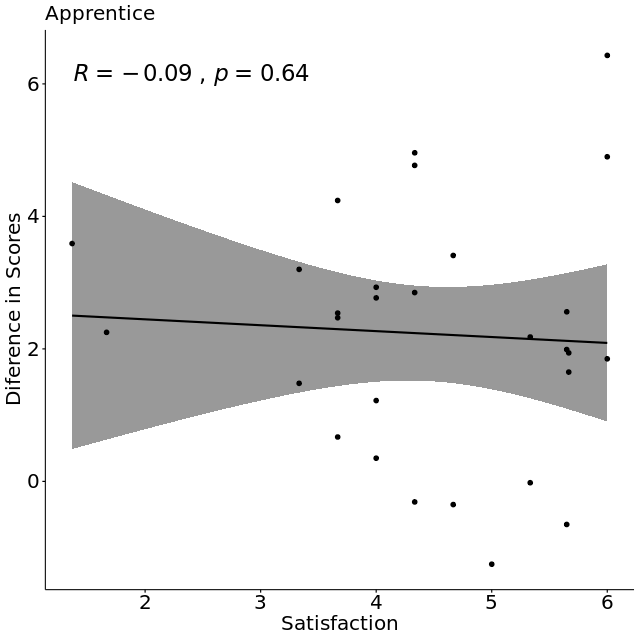 Apprentice
R = −0.09 , p = 0.64
6
4
2
0
Diference in Scores
2 3 4 5 6
Satisfaction